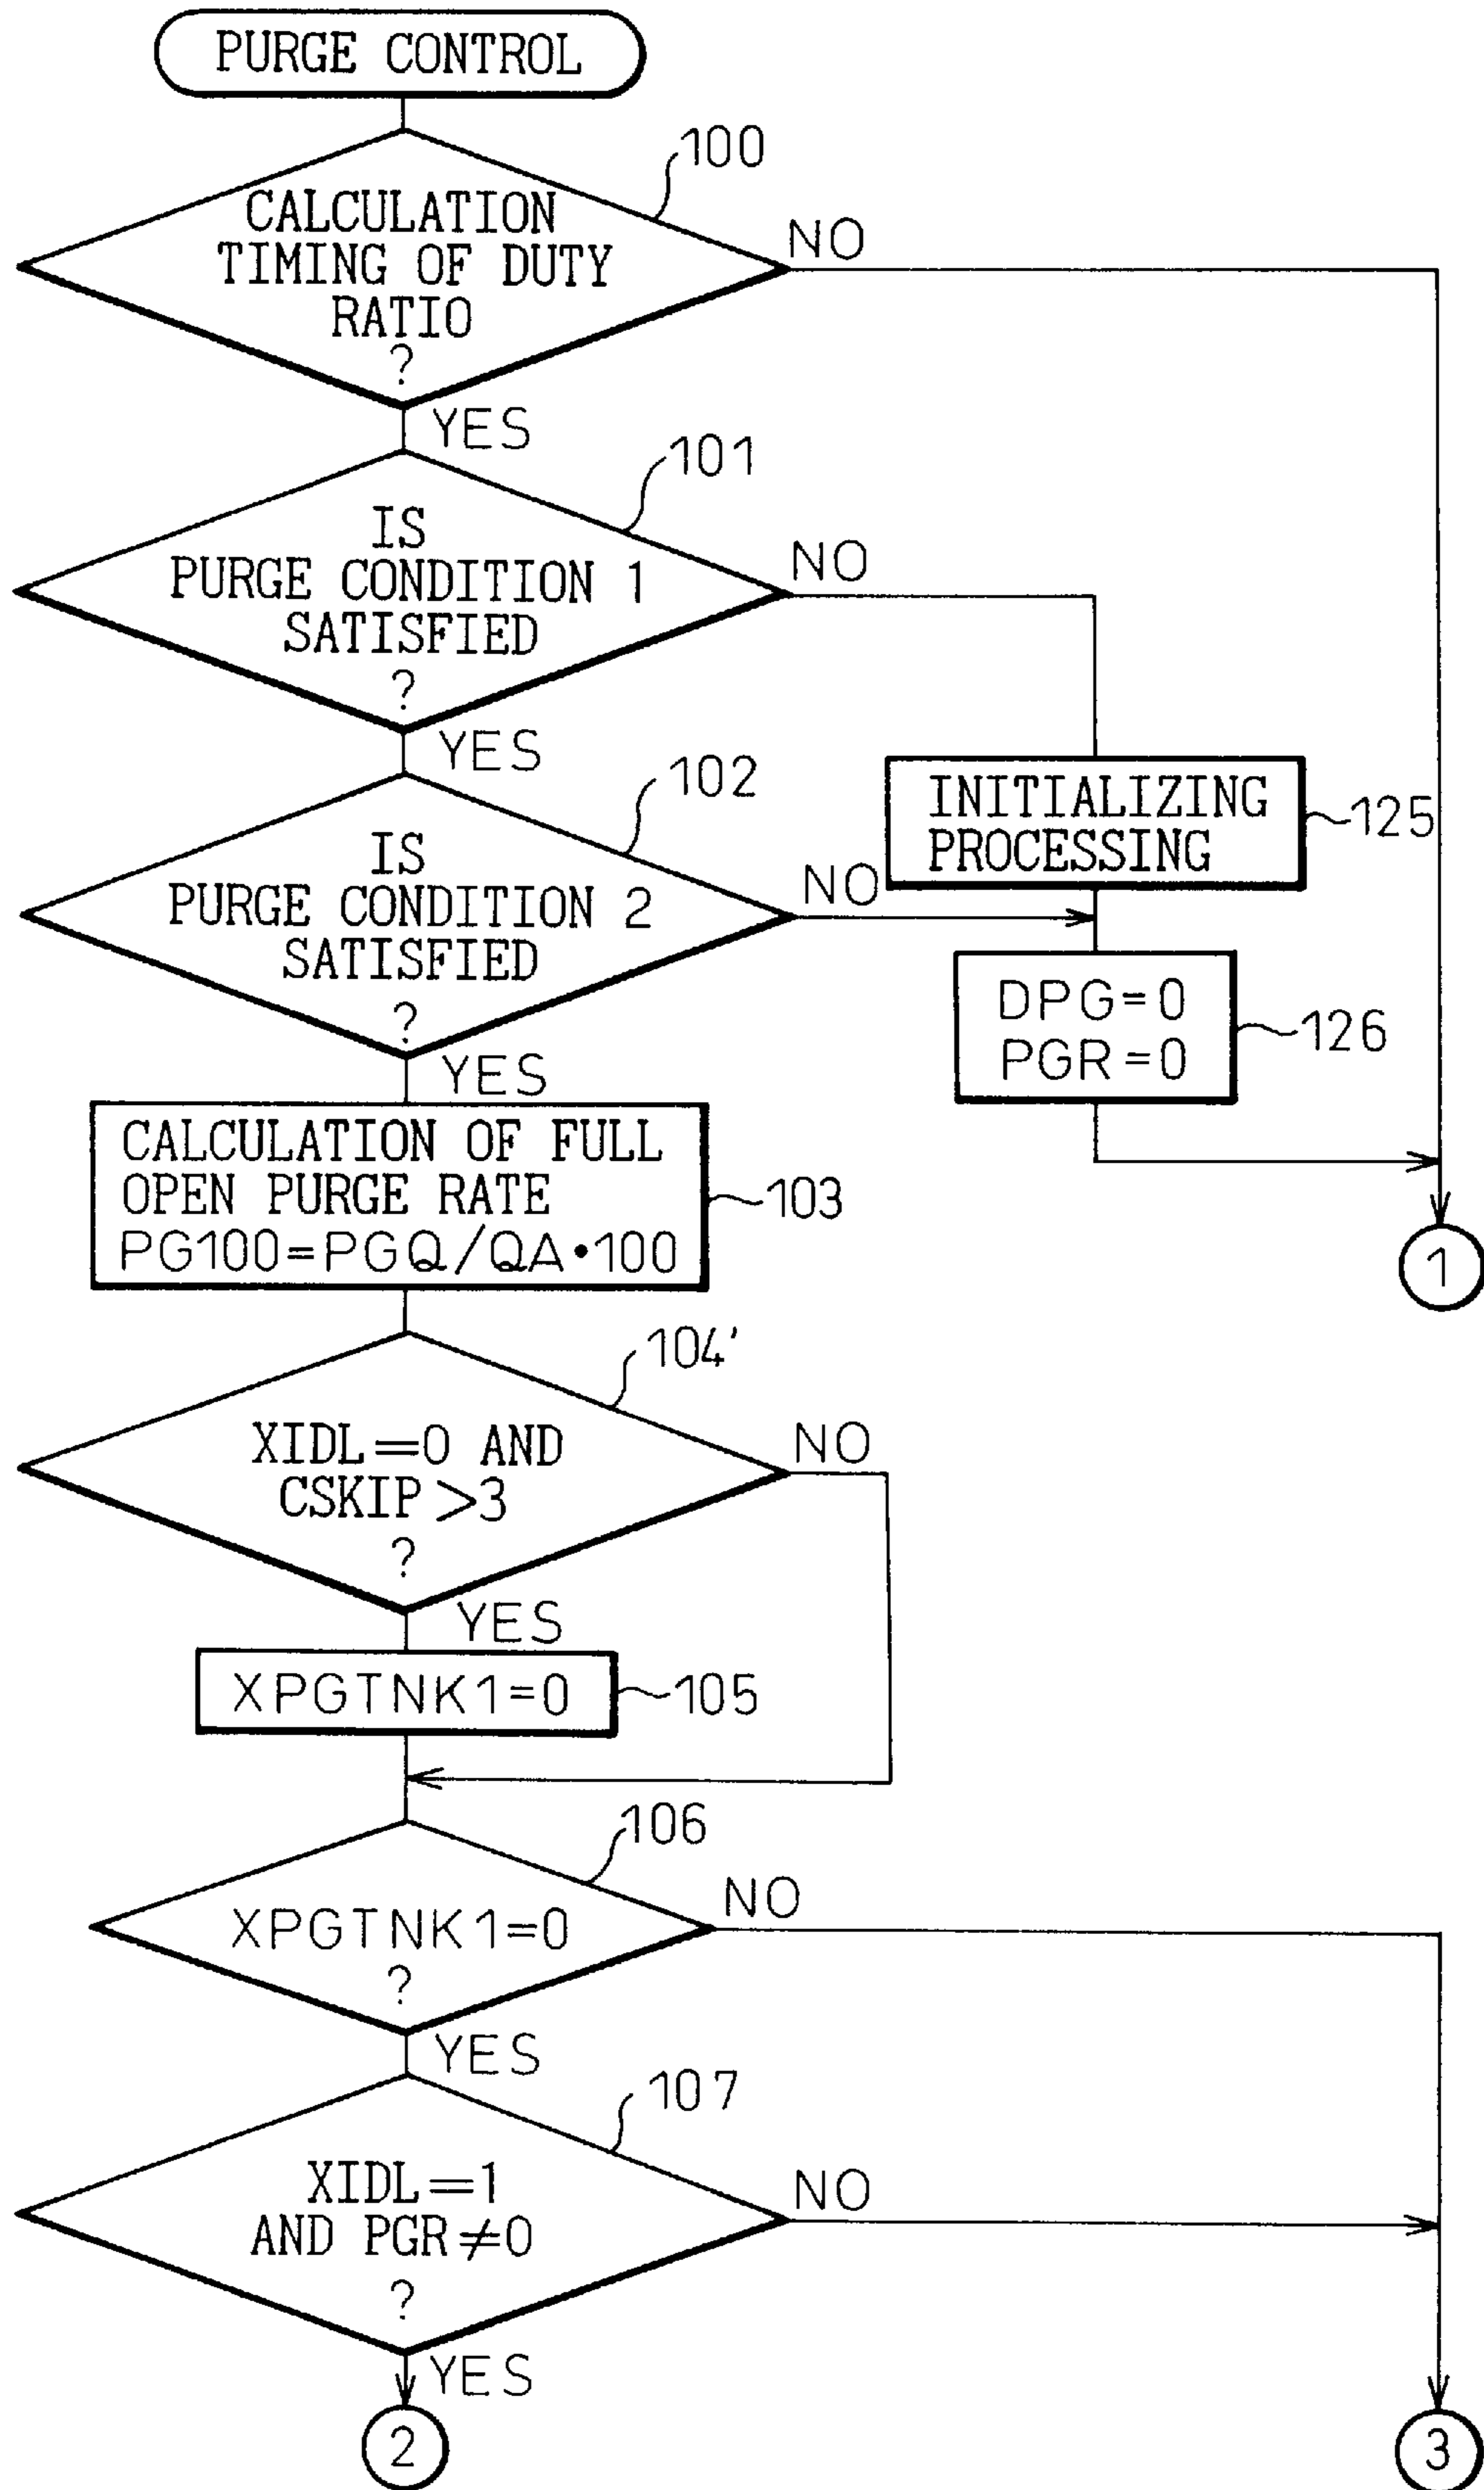 PURGE CONTROL
100
CALCULATION
TIMING OF DUTY
RATIO
?
NO
YES
101
IS
PURGE CONDITION 1
SATISFIED
?
NO
YES
102
IS
PURGE CONDITION 2
SATISFIED
?
NO
YES
INITIALIZING
PROCESSING
125
DPG=0
PGR=0
126
CALCULATION OF FULL
OPEN PURGE RATE
PG100=PGQ/QA•100
103
1
104'
XIDL=0 AND
CSKIP>3
?
NO
YES
XPGTNK1=0
105
106
XPGTNK1=0
?
NO
YES
107
XIDL=1
AND PGR≠0
?
NO
YES
2
3